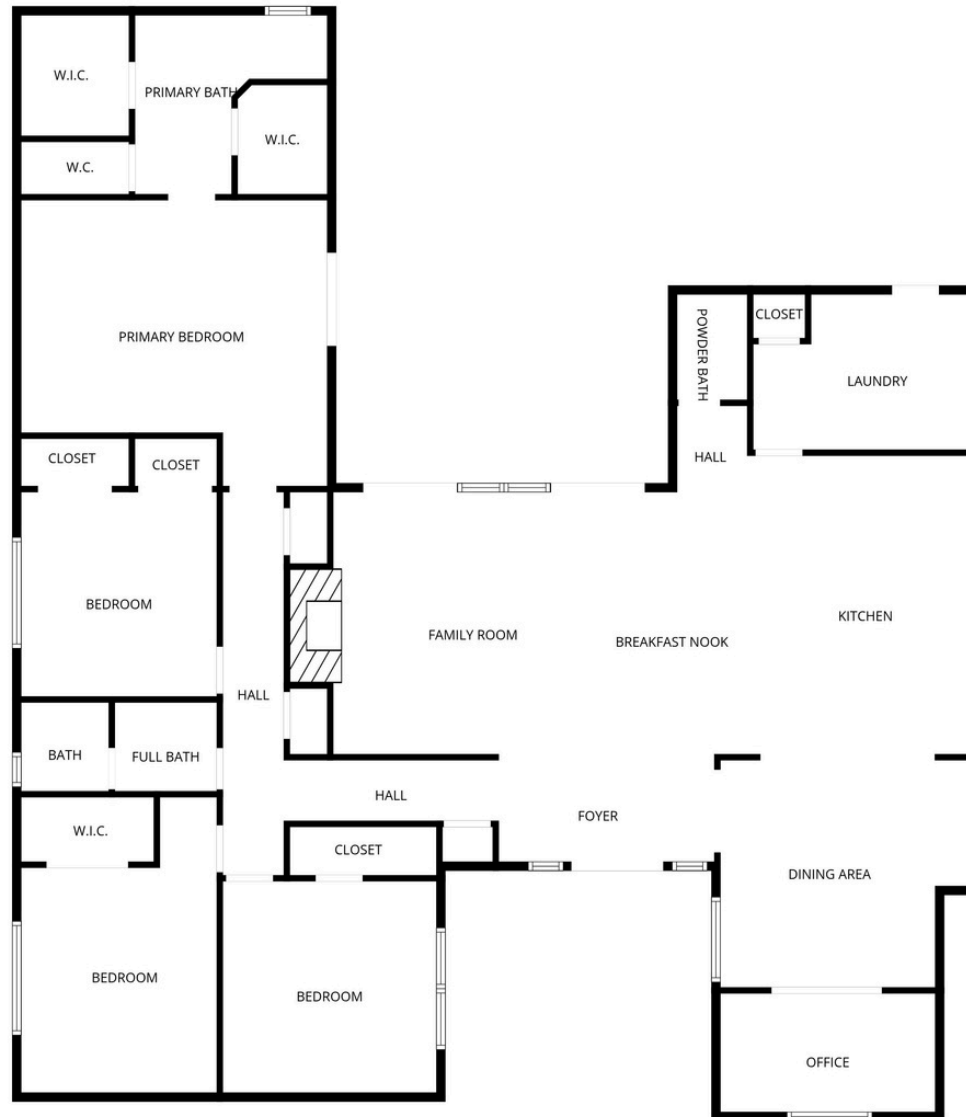 W.I.C.
PRIMARY BATH
W.I.C.
W.C.
PRIMARY BEDROOM
POWDER BATH
CLOSET
LAUNDRY
HALL
CLOSET
CLOSET
BEDROOM
FAMILY ROOM
BREAKFAST NOOK
KITCHEN
HALL
BATH
FULL BATH
HALL
FOYER
W.I.C.
CLOSET
DINING AREA
BEDROOM
BEDROOM
OFFICE